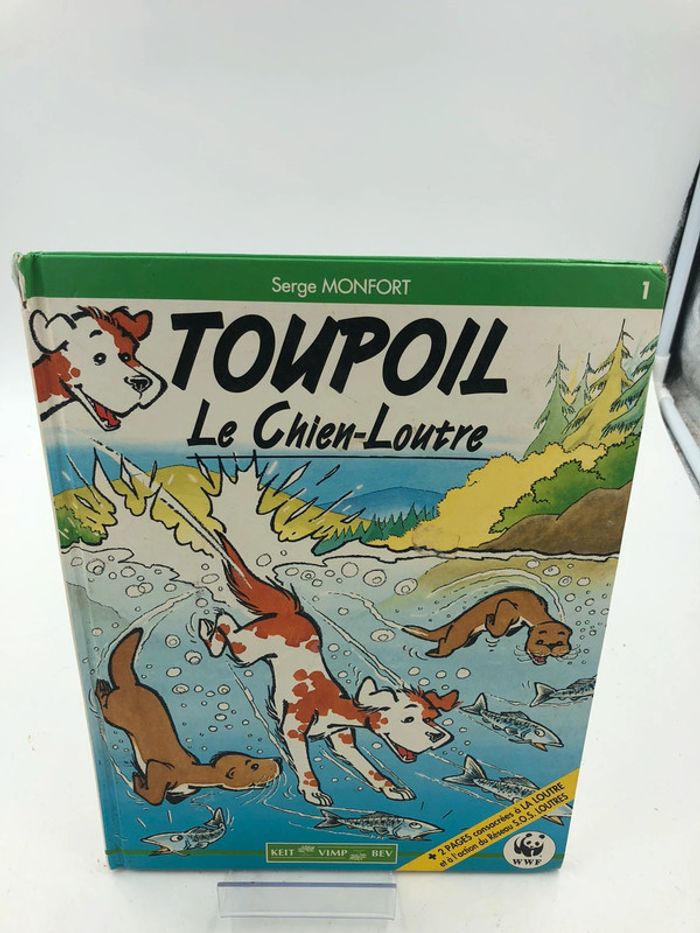 Serge MONFORT
1
TOUPOIL
Le Chien-Loutre
+ 2 PAGES consacrées à LA LOUTRE
et à l'action du Réseau S.O.S. LOUTRES
WWF
KEIT VIMP BEV